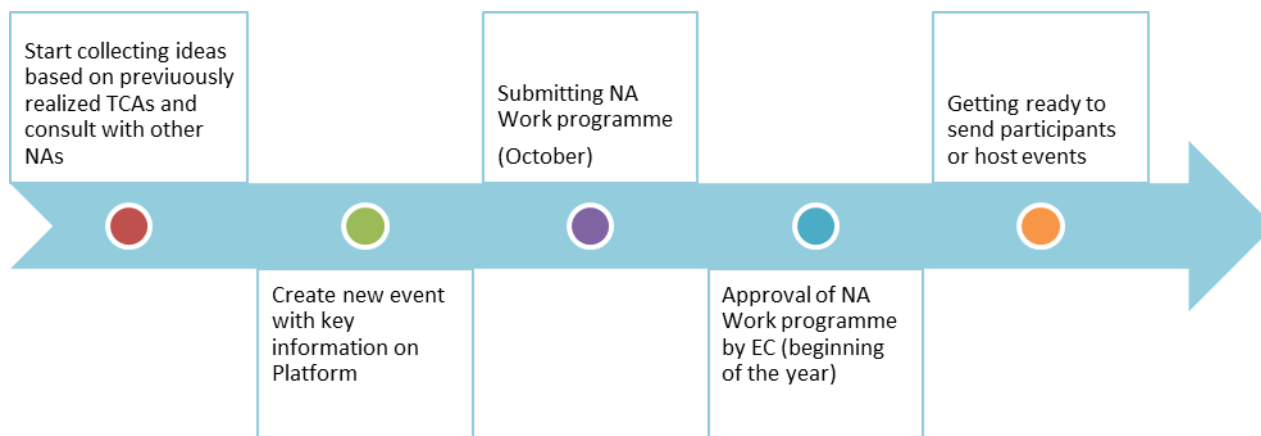 Start collecting ideas
based on previuously
realized TCAs and
consult with other
NAs
Create new event
with key
information on
Platform
Submitting NA
Work programme
(October)
Approval of NA
Work programme
by EC (beginning
of the year)
Getting ready to
send participants
or host events